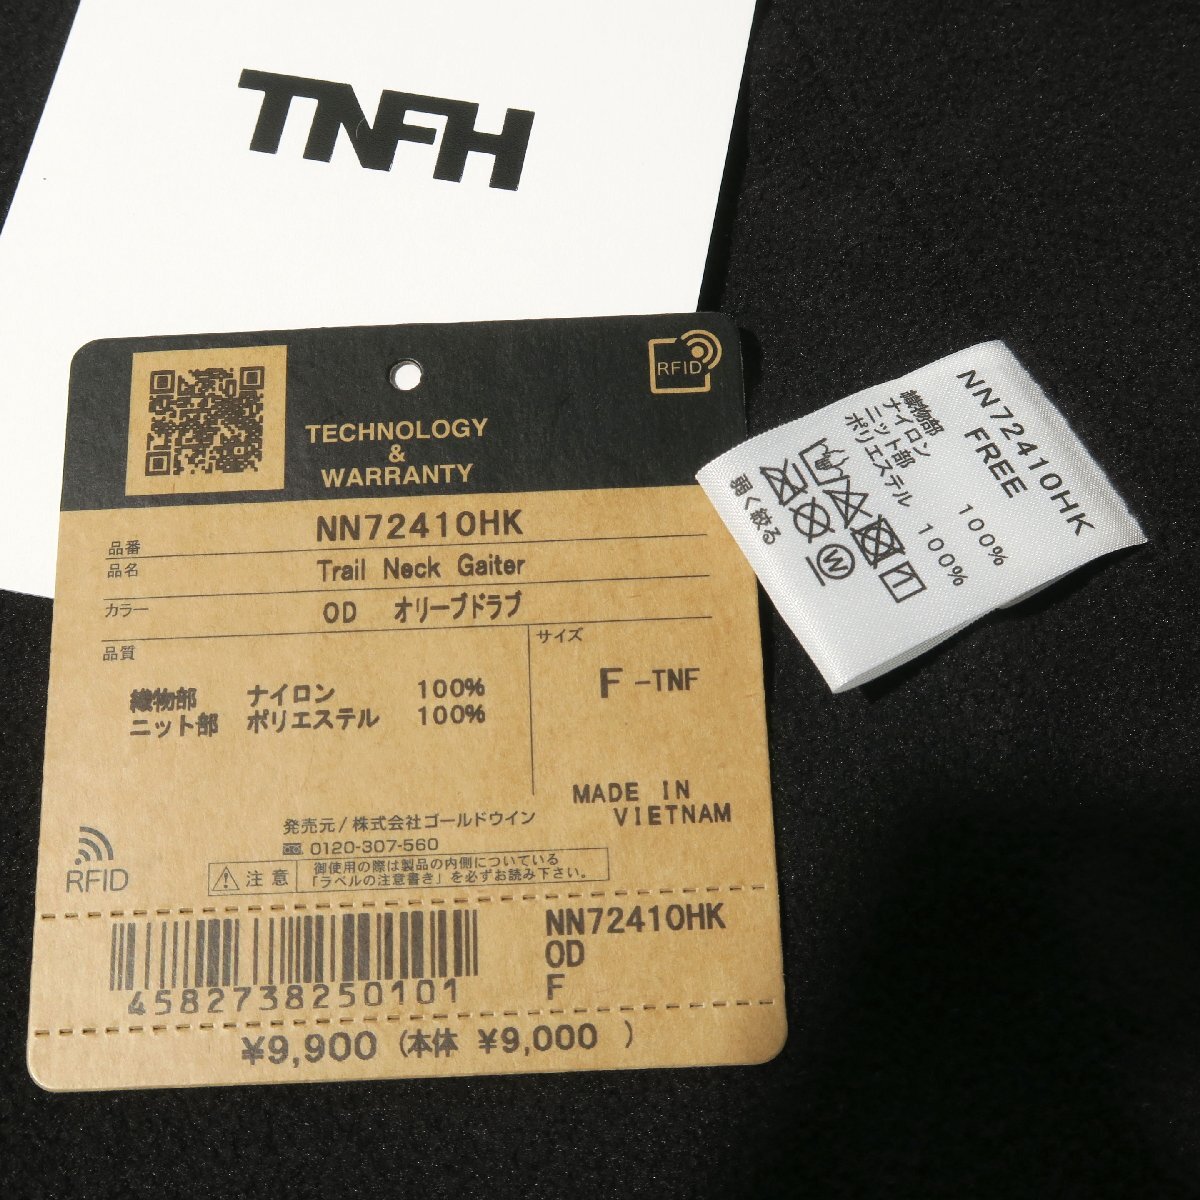 TNFH
RFID
TECHNOLOGY
&
WARRANTY
品番 NN72410HK
品名 Trail Neck Gaiter
カラー OD オリーブドラブ
品質
サイズ
織物部 ナイロン 100%
ニット部 ポリエステル 100%
F -TNF
MADE IN
VIETNAM
発売元/株式会社ゴールドウイン
0120-307-560
RFID
注意
御使用の際は製品の内側についている
「ラベルの注意書き」を必ずお読み下さい。
4582738250101
NN72410HK
OD
F
¥9,900 (本体 ¥9,000 )
NN72410HK
FREE
織物部
ナイロン 100%
ニット部
ポリエステル 100%
W
弱く絞る